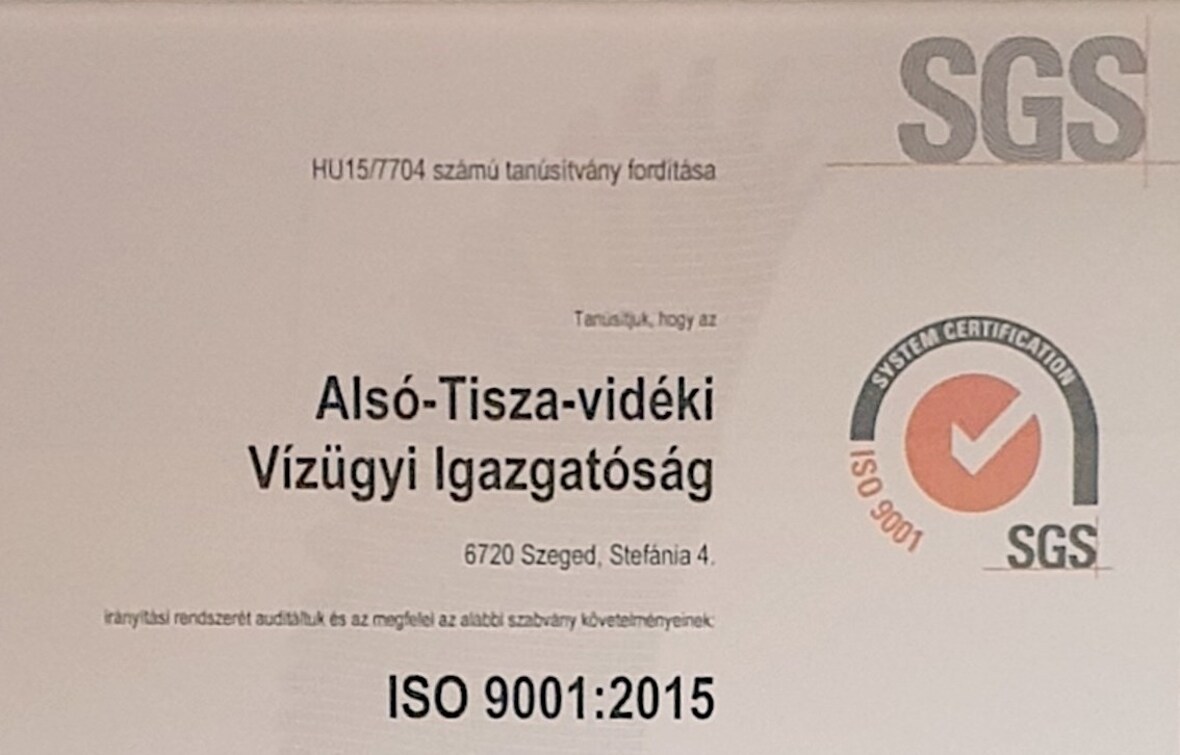 SGS
HU15/7704 számú tanúsítvány fordítása
Tanúsítjuk, hogy az
Alsó-Tisza-vidéki
Vízügyi Igazgatóság
6720 Szeged, Stefánia 4.
irányítási rendszerét auditáltuk és az megfelel az alábbi szabvány követelményeinek:
ISO 9001:2015
SYSTEM CERTIFICATION
ISO 9001
SGS